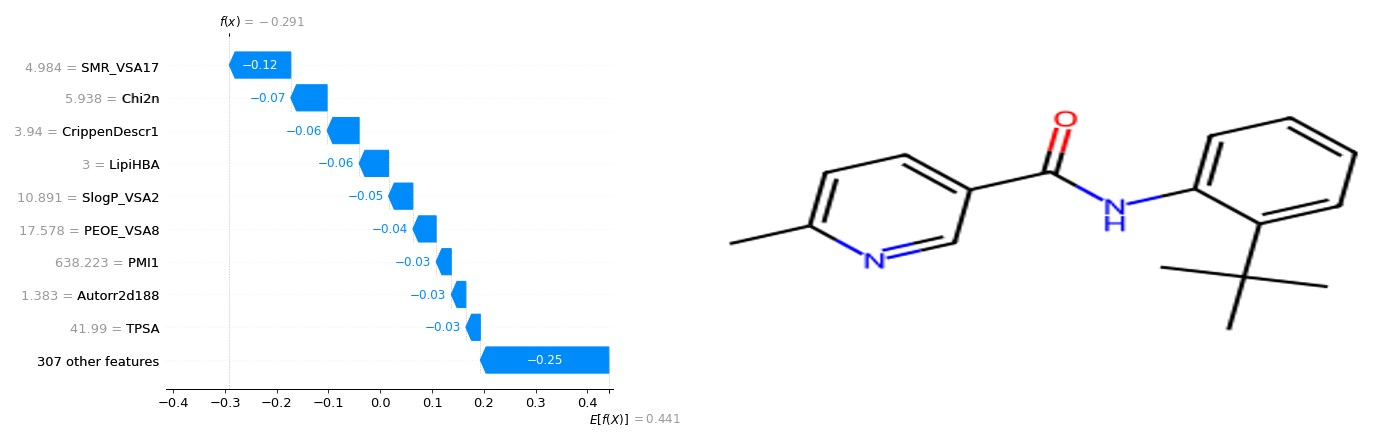 f(x) = −0.291
4.984 = SMR_VSA17
−0.12
5.938 = Chi2n
−0.07
3.94 = CrippenDescr1
−0.06
3 = LipiHBA
−0.06
10.891 = SlogP_VSA2
−0.05
17.578 = PEOE_VSA8
−0.04
638.223 = PMI1
−0.03
1.383 = Autorr2d188
−0.03
41.99 = TPSA
−0.03
307 other features
−0.25
−0.4 −0.3 −0.2 −0.1 0.0 0.1 0.2 0.3 0.4
E[f(X)] = 0.441
O
N
H
N